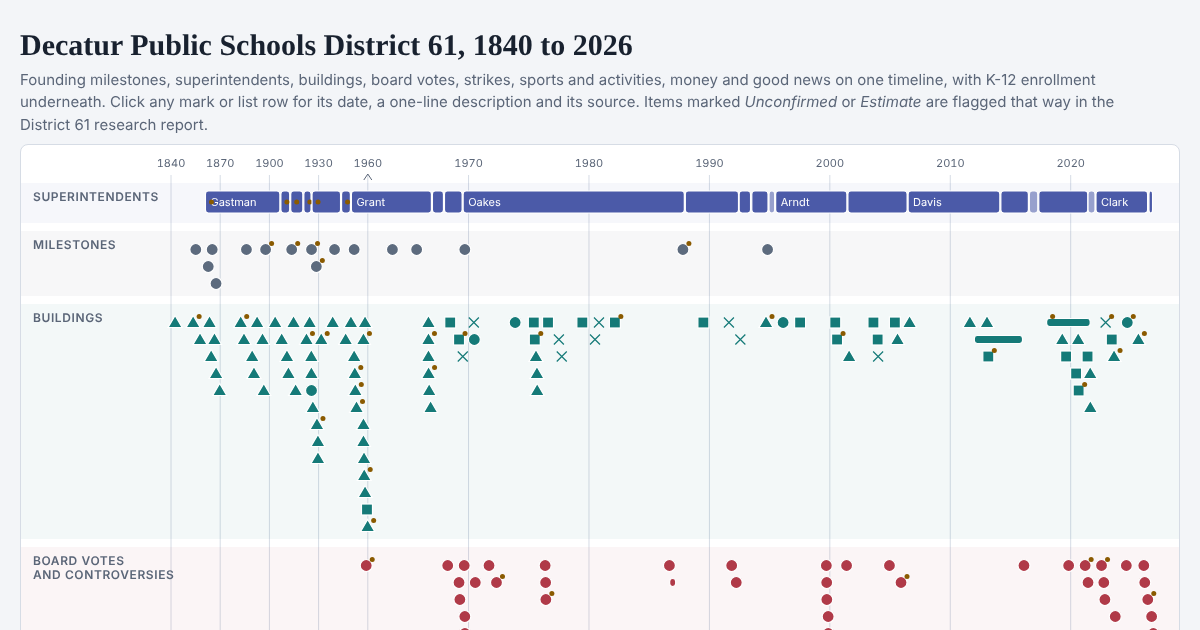 Decatur Public Schools District 61, 1840 to 2026
Founding milestones, superintendents, buildings, board votes, strikes, sports and activities, money and good news on one timeline, with K-12 enrollment
underneath. Click any mark or list row for its date, a one-line description and its source. Items marked Unconfirmed or Estimate are flagged that way in the
District 61 research report.
1840 1870 1900 1930 1960 1970 1980 1990 2000 2010 2020
SUPERINTENDENTS
Gastman Grant Oakes Arndt Davis Clark
MILESTONES
BUILDINGS
BOARD VOTES
AND CONTROVERSIES